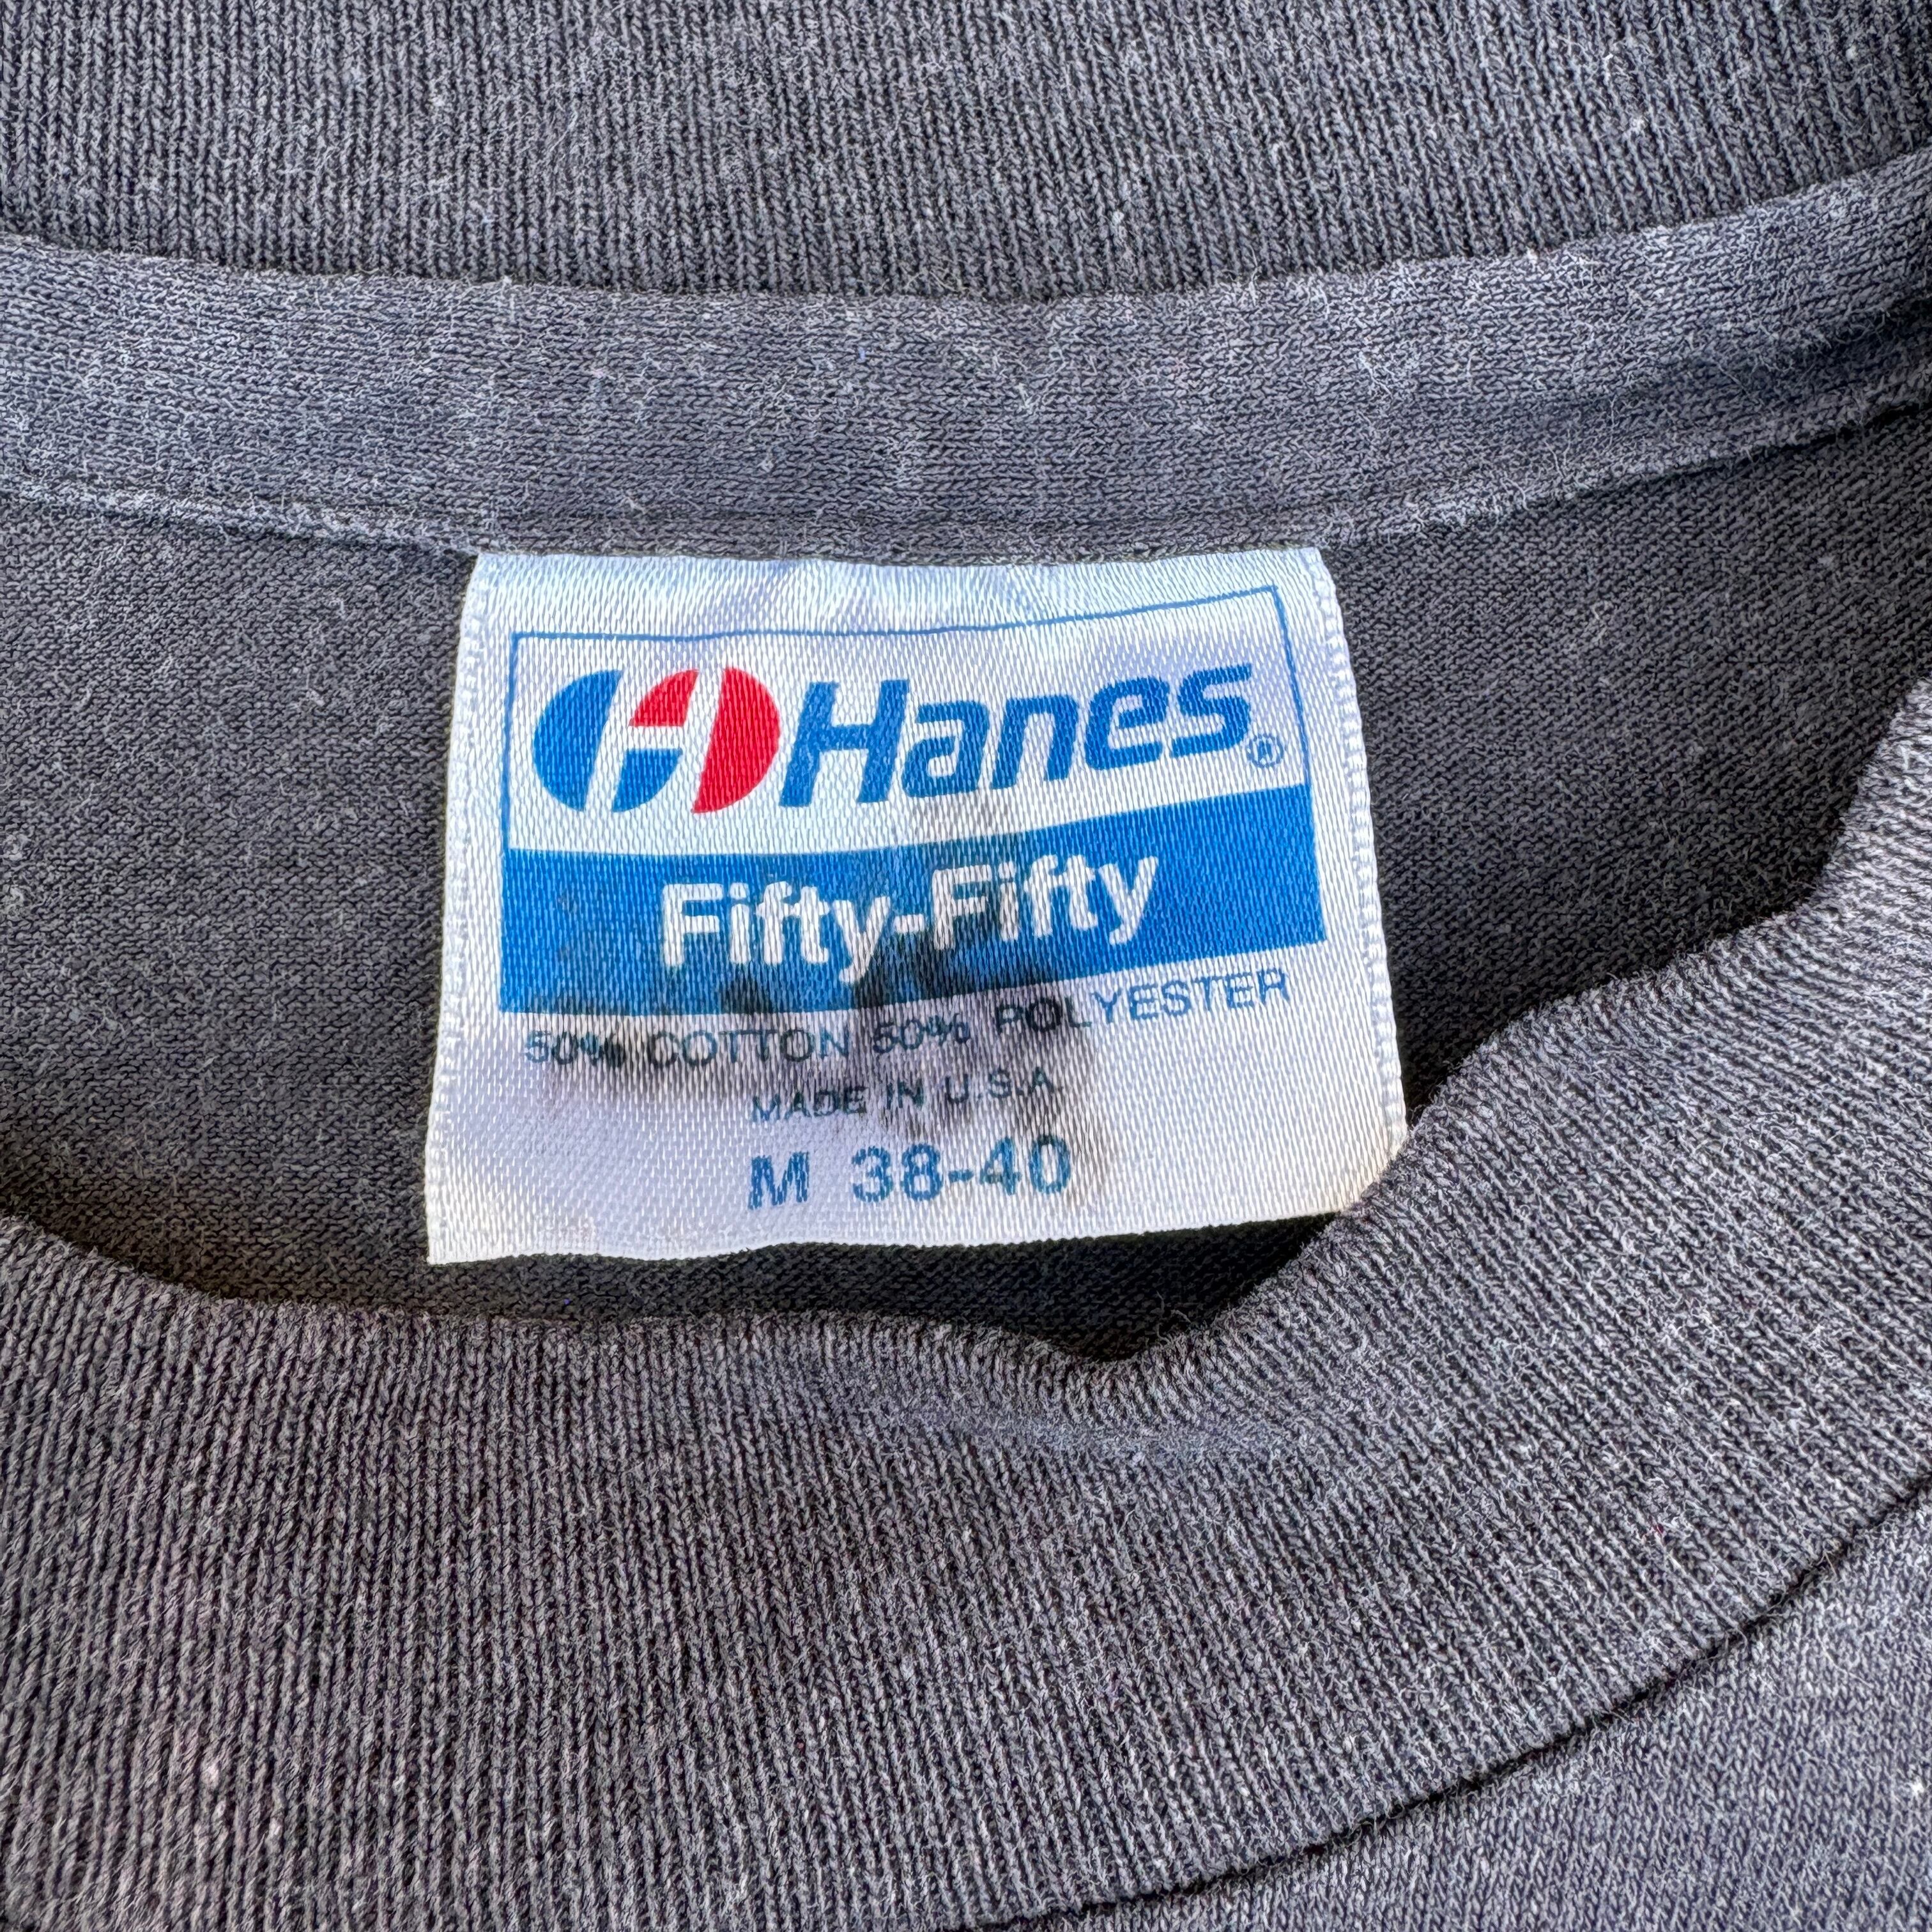 H Hanes®
Fifty-Fifty
50% COTTON 50% POLYESTER
MADE IN U.S.A
M 38-40